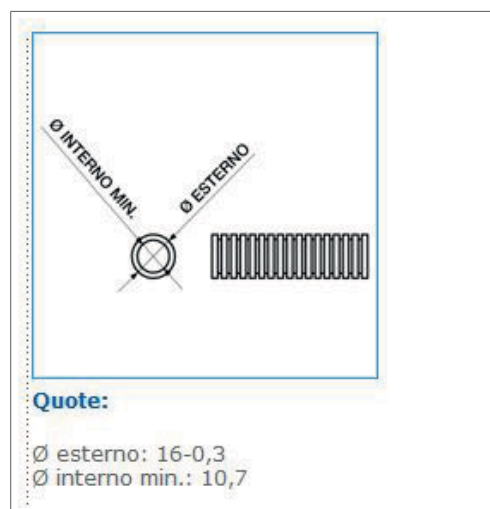 Ø INTERNO MIN.
Ø ESTERNO
Quote:
Ø esterno: 16-0,3
Ø interno min.: 10,7